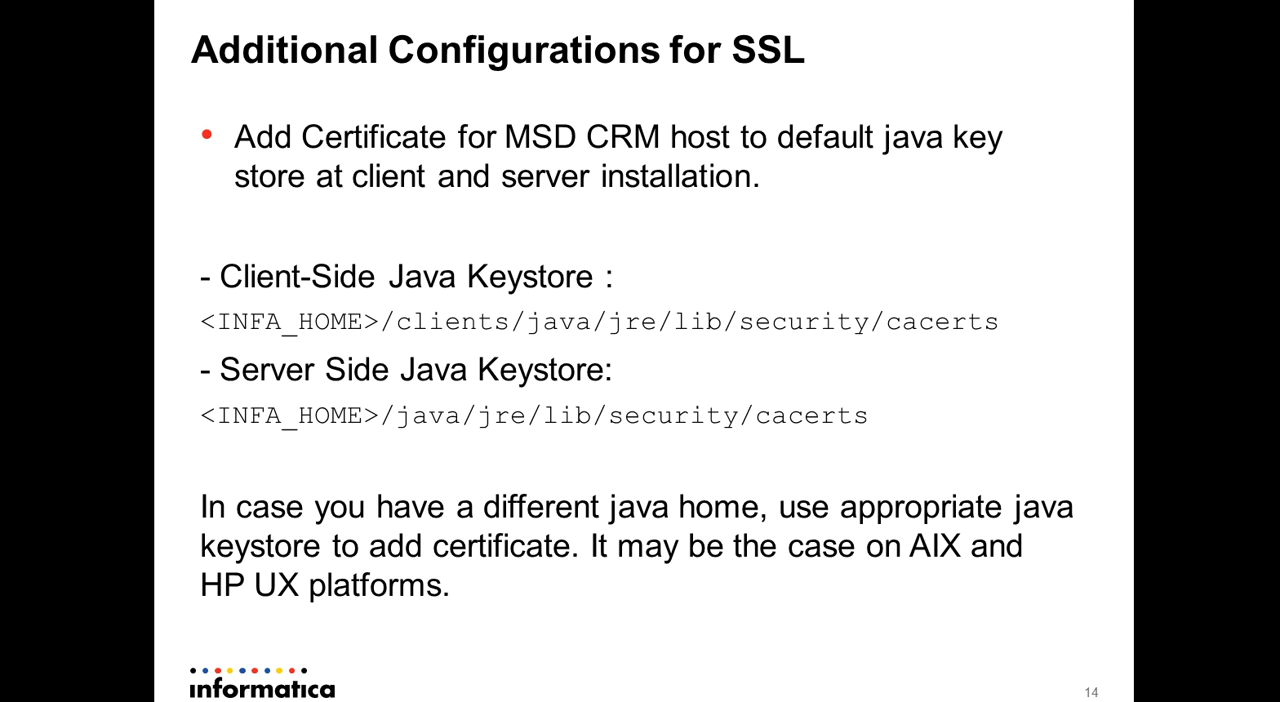 Additional Configurations for SSL
• Add Certificate for MSD CRM host to default java key
store at client and server installation.
- Client-Side Java Keystore :
<INFA_HOME>/clients/java/jre/lib/security/cacerts
- Server Side Java Keystore:
<INFA_HOME>/java/jre/lib/security/cacerts
In case you have a different java home, use appropriate java
keystore to add certificate. It may be the case on AIX and
HP UX platforms.
informatica
14